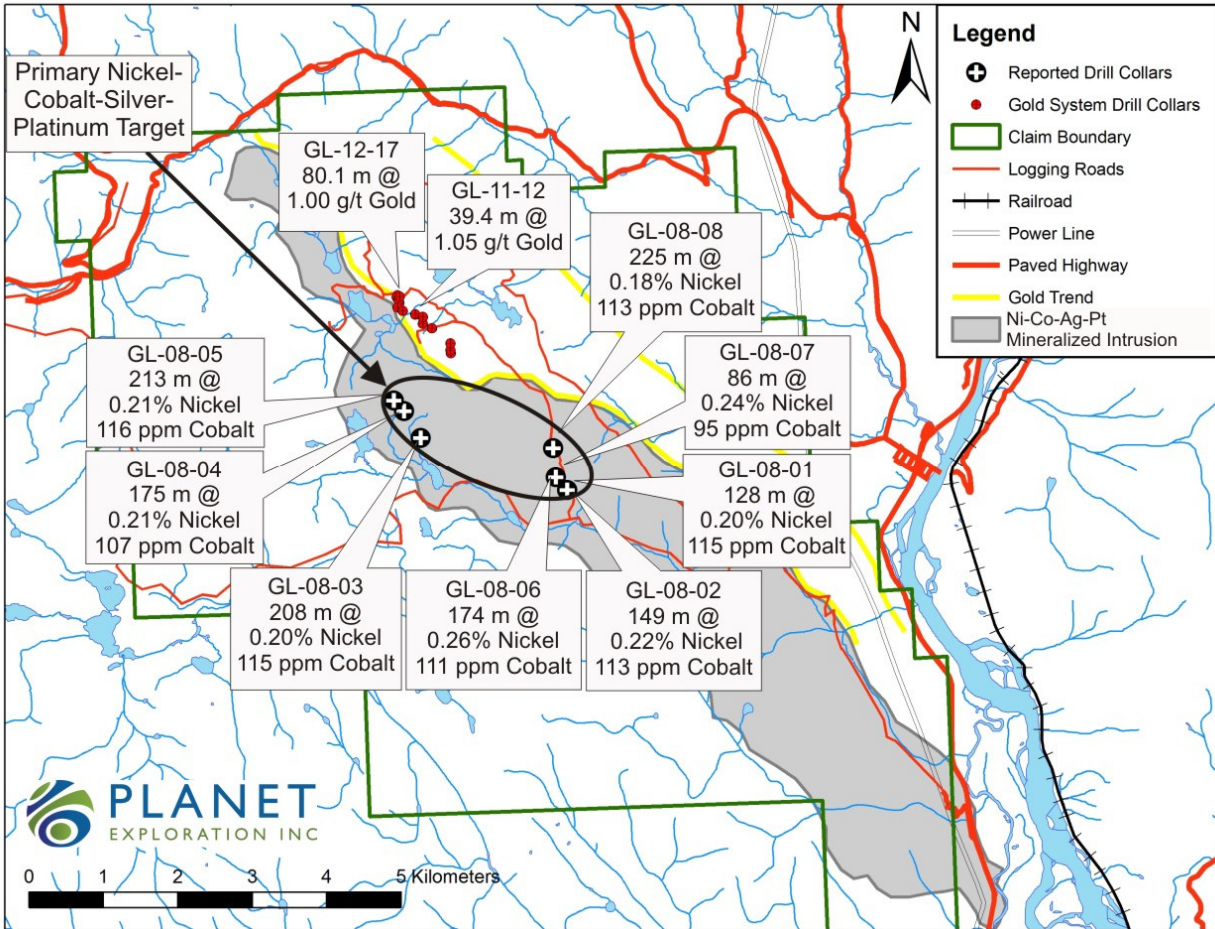 Primary Nickel-
Cobalt-Silver-
Platinum Target
GL-12-17
80.1 m @
1.00 g/t Gold
GL-11-12
39.4 m @
1.05 g/t Gold
GL-08-08
225 m @
0.18% Nickel
113 ppm Cobalt
N
Legend
Reported Drill Collars
Gold System Drill Collars
Claim Boundary
Logging Roads
Railroad
Power Line
Paved Highway
Gold Trend
Ni-Co-Ag-Pt
Mineralized Intrusion
GL-08-05
213 m @
0.21% Nickel
116 ppm Cobalt
GL-08-07
86 m @
0.24% Nickel
95 ppm Cobalt
GL-08-04
175 m @
0.21% Nickel
107 ppm Cobalt
GL-08-01
128 m @
0.20% Nickel
115 ppm Cobalt
GL-08-03
208 m @
0.20% Nickel
115 ppm Cobalt
GL-08-06
174 m @
0.26% Nickel
111 ppm Cobalt
GL-08-02
149 m @
0.22% Nickel
113 ppm Cobalt
PLANET
EXPLORATION INC
0 1 2 3 4 5 Kilometers